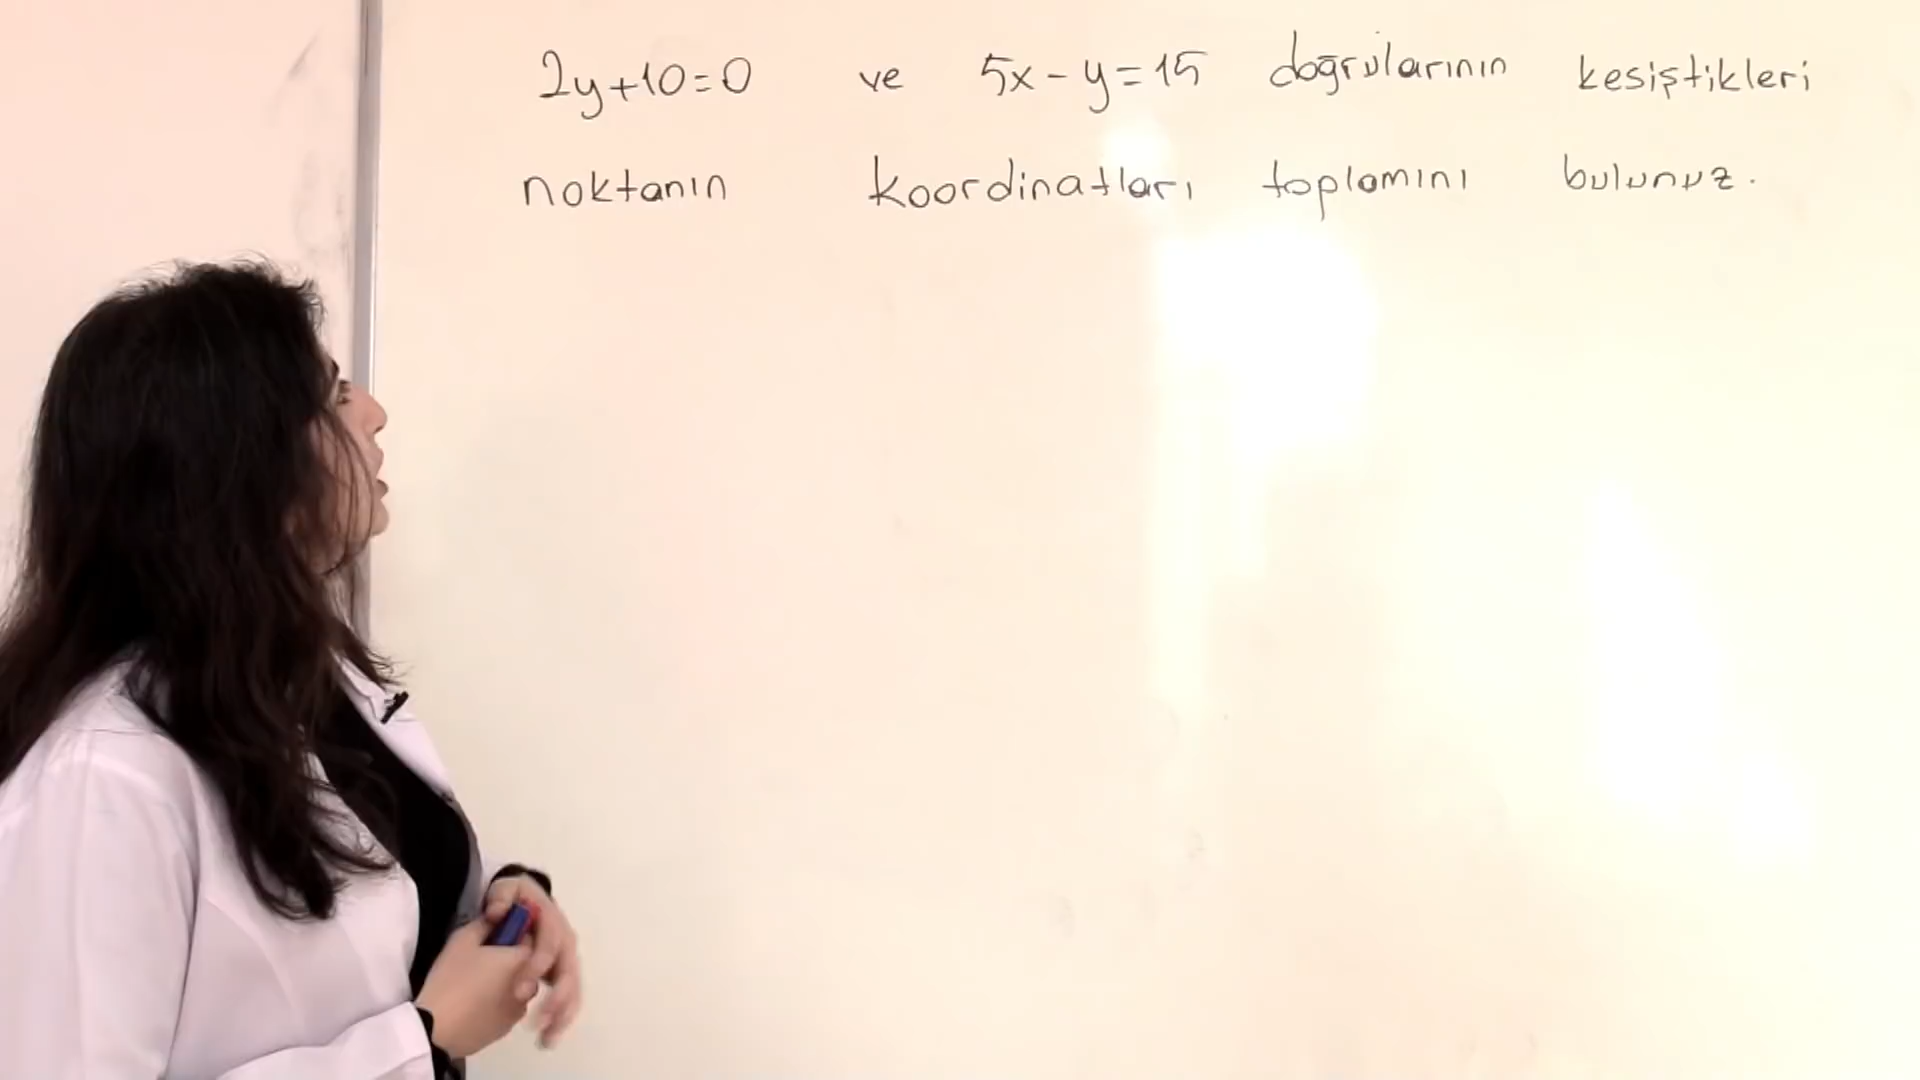 2y+10=0 ve 5x-y=15 doğrularının kesiştikleri
noktanın koordinatları toplamını bulunuz.